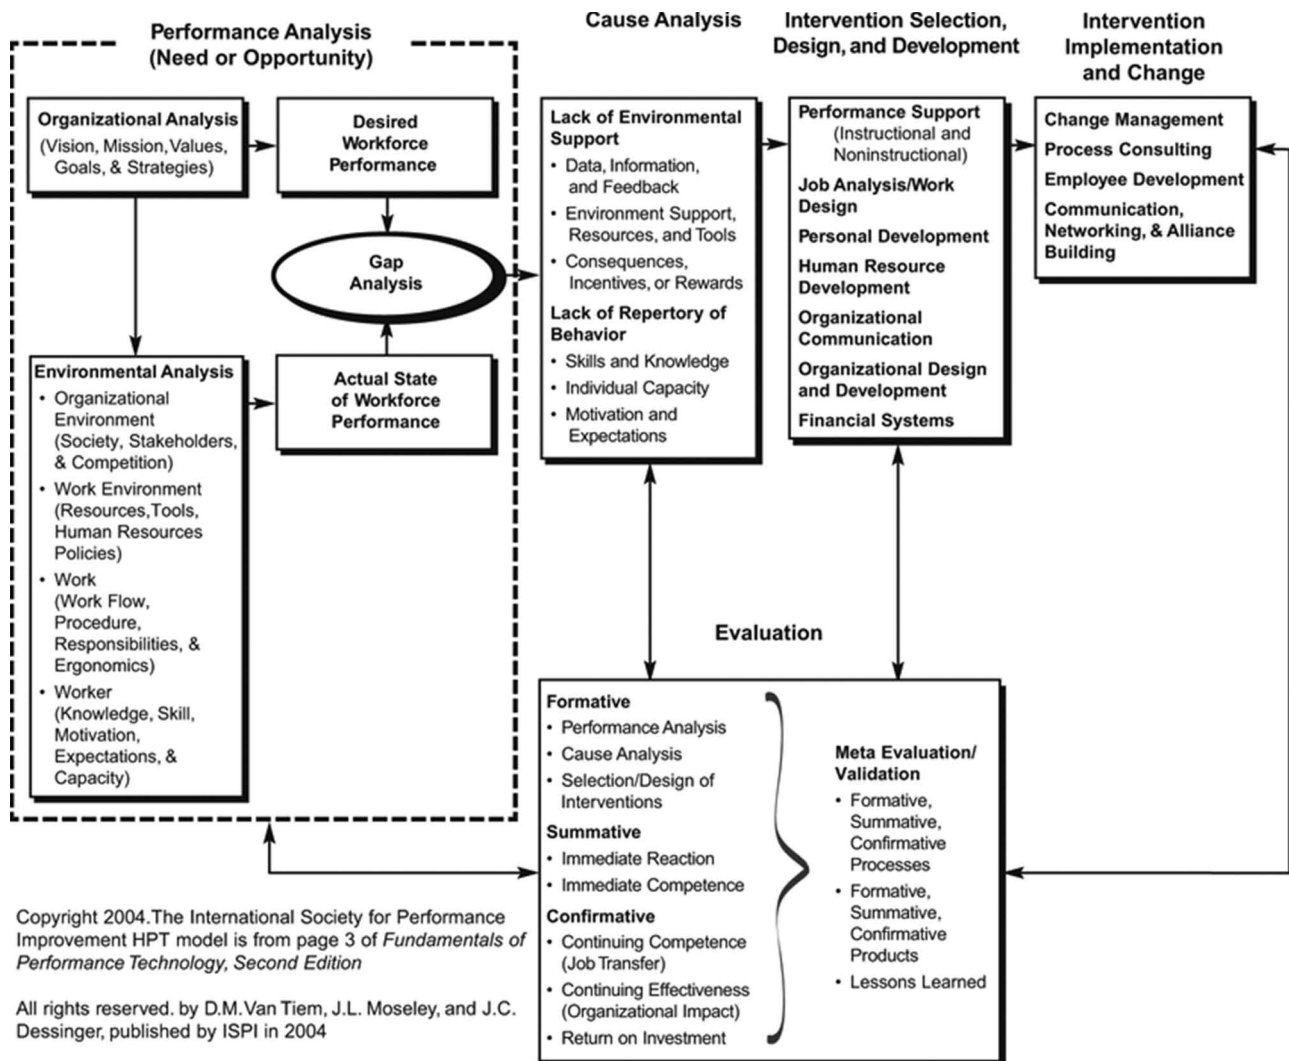 Performance Analysis
(Need or Opportunity)
Organizational Analysis
(Vision, Mission,Values,
Goals, & Strategies)
Desired
Workforce
Performance
Gap
Analysis
Environmental Analysis
• Organizational
Environment
(Society, Stakeholders,
& Competition)
• Work Environment
(Resources,Tools,
Human Resources
Policies)
• Work
(Work Flow,
Procedure,
Responsibilities, &
Ergonomics)
• Worker
(Knowledge, Skill,
Motivation,
Expectations, &
Capacity)
Actual State
of Workforce
Performance
Cause Analysis
Lack of Environmental
Support
• Data, Information,
and Feedback
• Environment Support,
Resources, and Tools
• Consequences,
Incentives, or Rewards
Lack of Repertory of
Behavior
• Skills and Knowledge
• Individual Capacity
• Motivation and
Expectations
Intervention Selection,
Design, and Development
Performance Support
(Instructional and
Noninstructional)
Job Analysis/Work
Design
Personal Development
Human Resource
Development
Organizational
Communication
Organizational Design
and Development
Financial Systems
Intervention
Implementation
and Change
Change Management
Process Consulting
Employee Development
Communication,
Networking, & Alliance
Building
Evaluation
Formative
• Performance Analysis
• Cause Analysis
• Selection/Design of
Interventions
Summative
• Immediate Reaction
• Immediate Competence
Confirmative
• Continuing Competence
(Job Transfer)
• Continuing Effectiveness
(Organizational Impact)
• Return on Investment
Meta Evaluation/
Validation
• Formative,
Summative,
Confirmative
Processes
• Formative,
Summative,
Confirmative
Products
• Lessons Learned
Copyright 2004.The International Society for Performance
Improvement HPT model is from page 3 of Fundamentals of
Performance Technology, Second Edition
All rights reserved. by D.M.Van Tiem, J.L. Moseley, and J.C.
Dessinger, published by ISPI in 2004